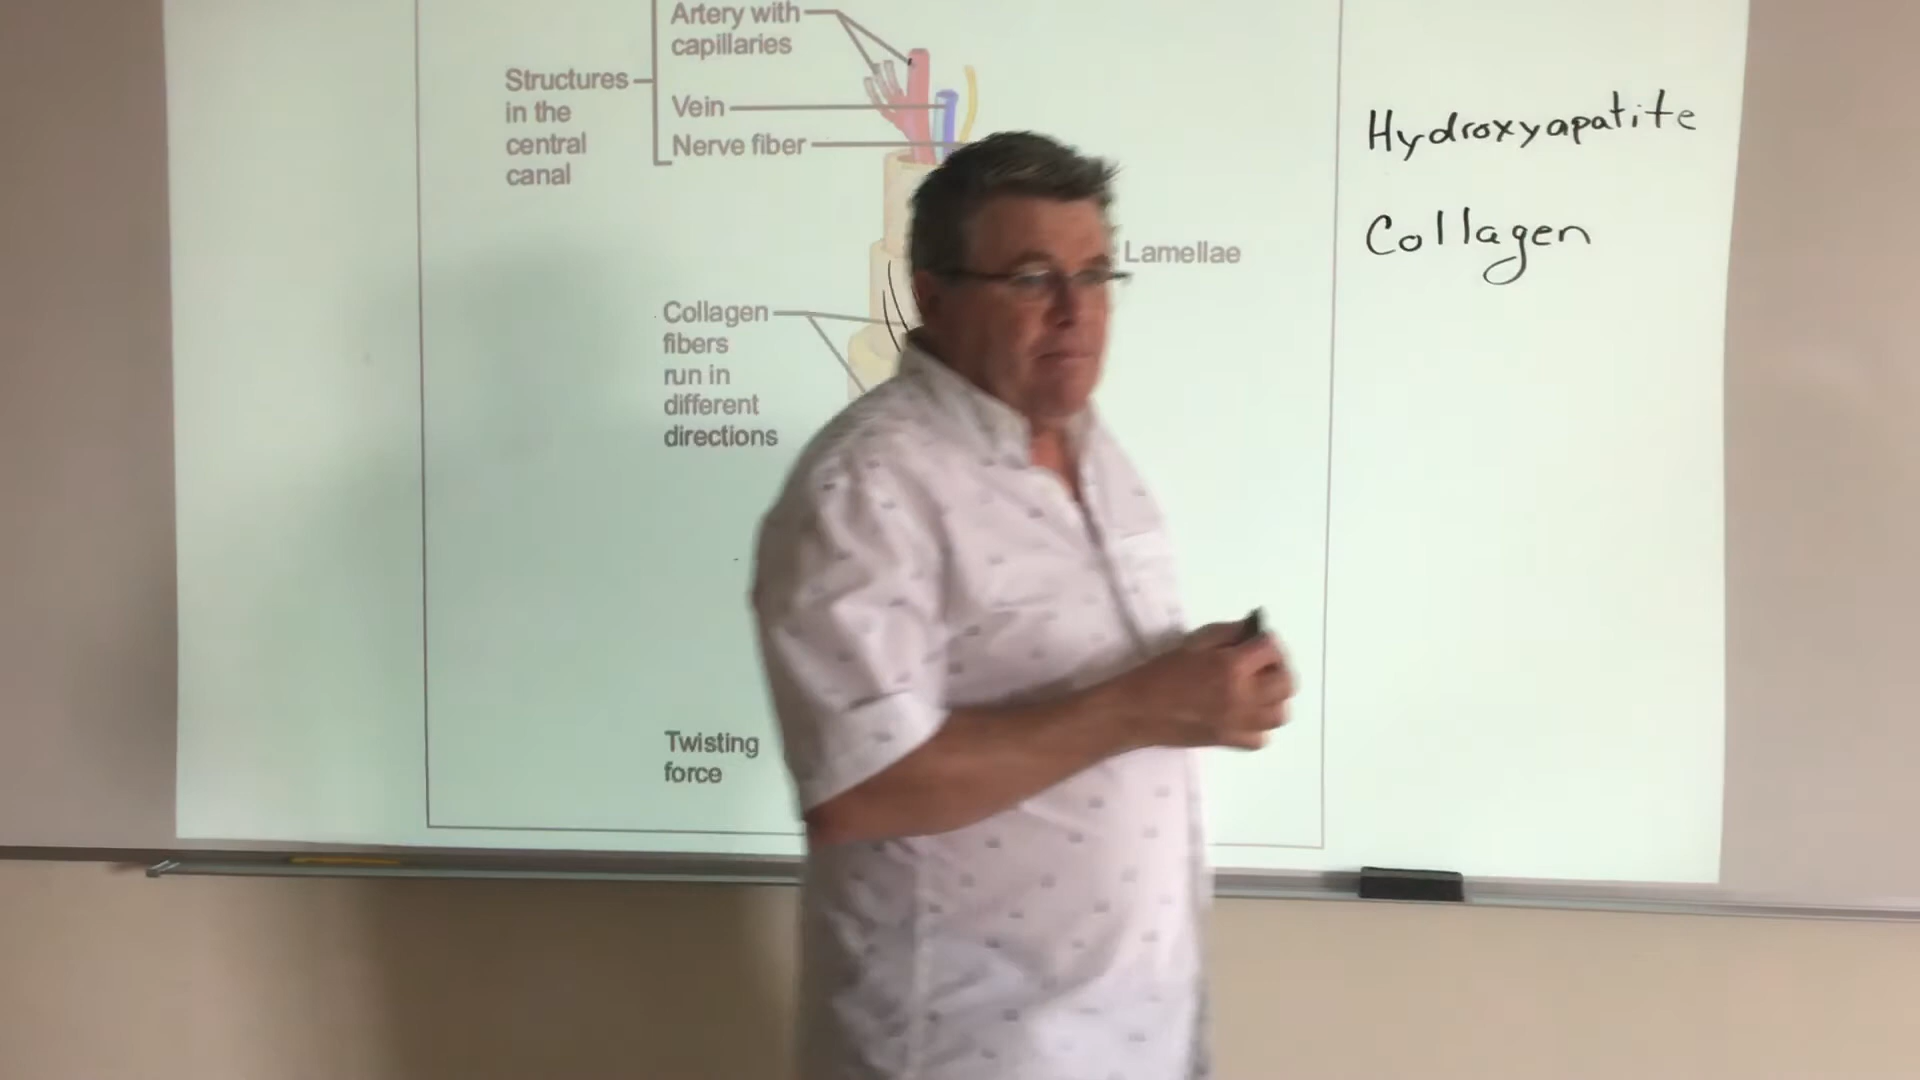 Artery with
capillaries
Structures
in the
central
canal
Vein
Nerve fiber
Lamellae
Collagen
fibers
run in
different
directions
Twisting
force
Hydroxyapatite
Collagen